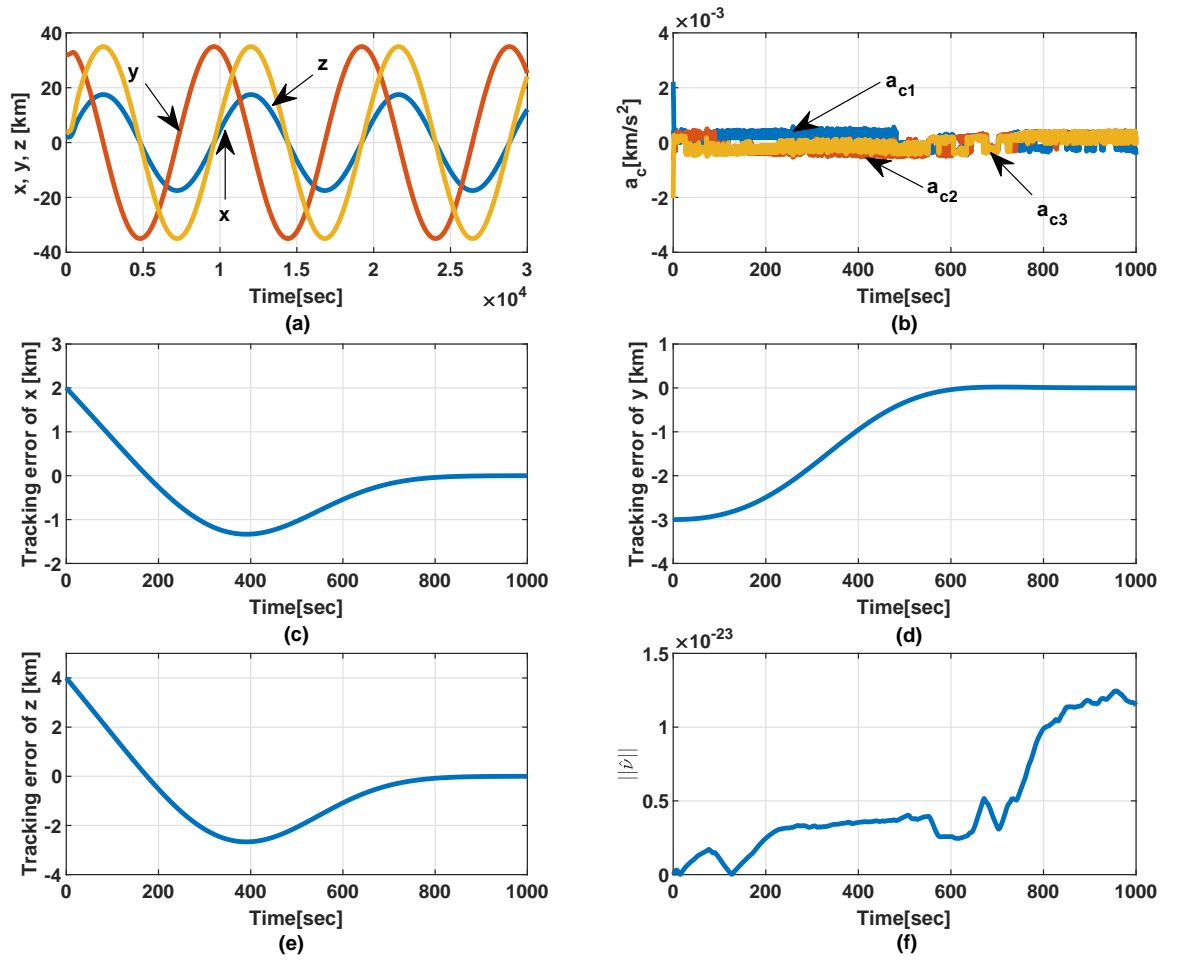 40
20
0
-20
-40
x, y, z [km]
y
z
x
0 0.5 1 1.5 2 2.5 3
Time[sec]
×10^4
(a)
×10^-3
4
2
0
-2
-4
a_c[km/s^2]
a_c1
a_c2
a_c3
0 200 400 600 800 1000
Time[sec]
(b)
3
2
1
0
-1
-2
Tracking error of x [km]
0 200 400 600 800 1000
Time[sec]
(c)
1
0
-1
-2
-3
-4
Tracking error of y [km]
0 200 400 600 800 1000
Time[sec]
(d)
4
2
0
-2
-4
Tracking error of z [km]
0 200 400 600 800 1000
Time[sec]
(e)
×10^-23
1.5
1
0.5
0
||ν̂||
0 200 400 600 800 1000
Time[sec]
(f)